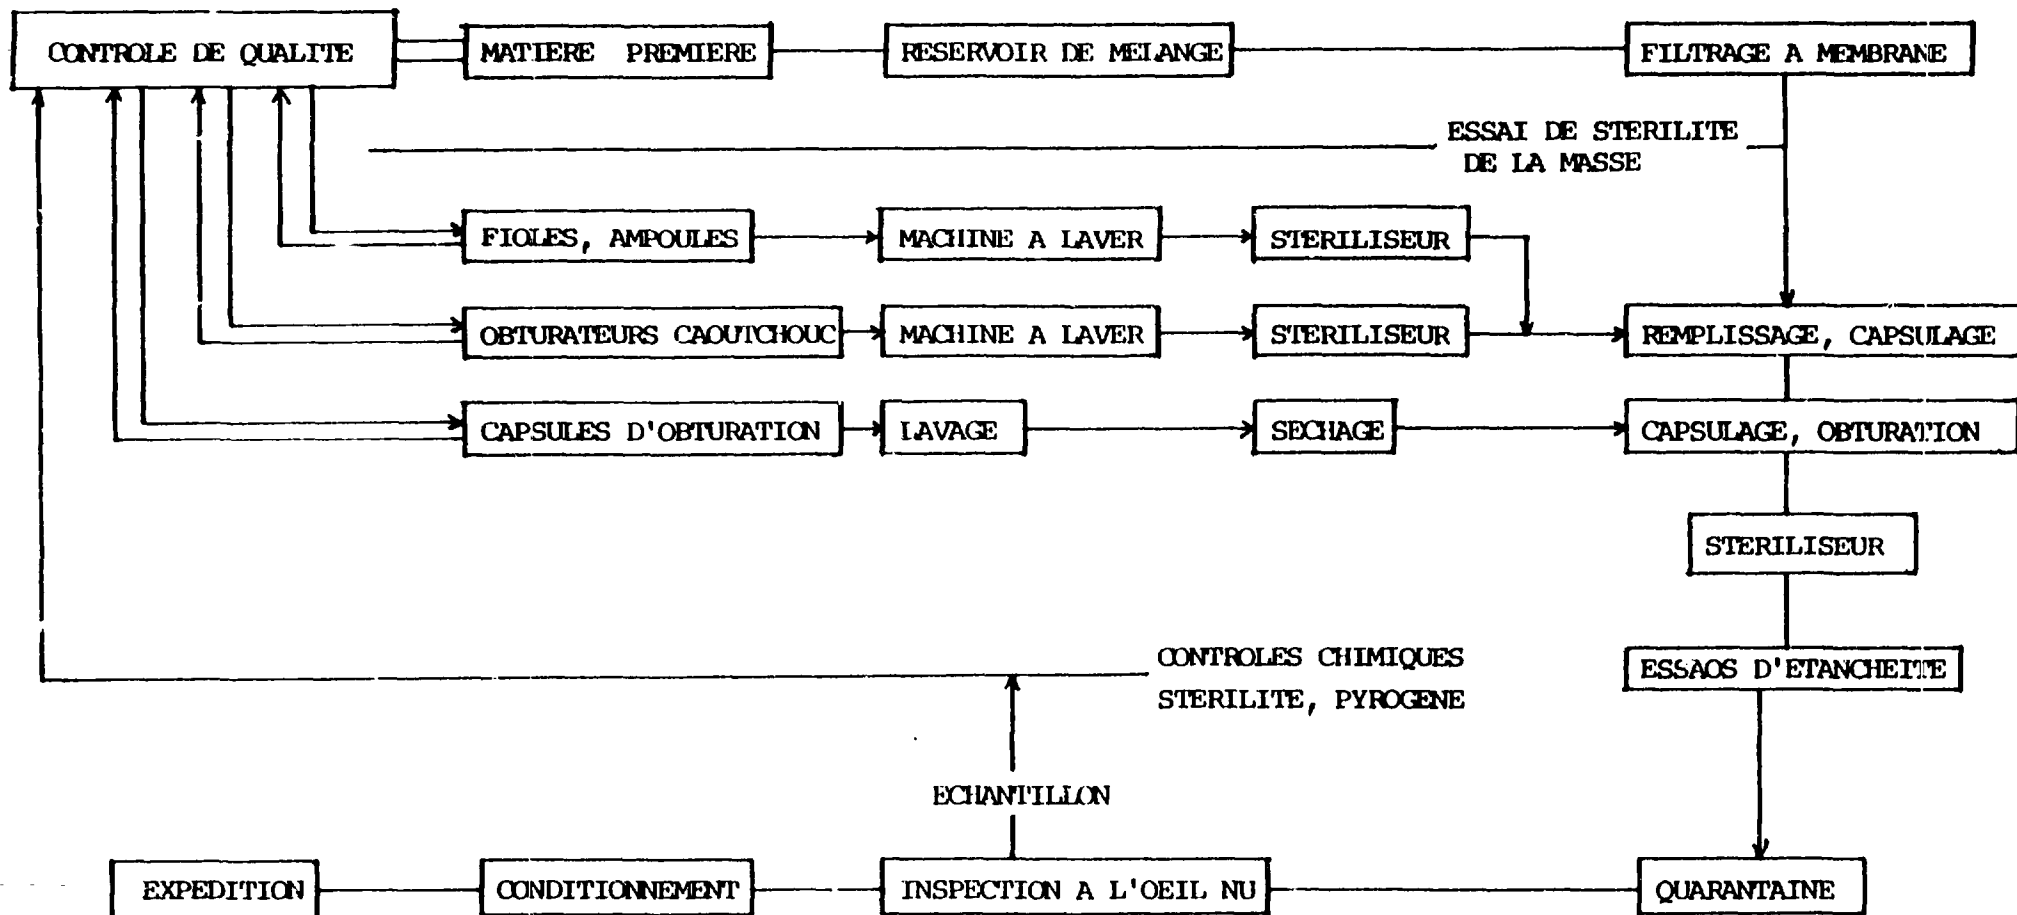 CONTROLE DE QUALITE
MATIERE PREMIERE
RESERVOIR DE MELANGE
FILTRAGE A MEMBRANE
ESSAI DE STERILITE
DE LA MASSE
FIOLES, AMPOULES
MACHINE A LAVER
STERILISEUR
OBTURATEURS CAOUTCHOUC
MACHINE A LAVER
STERILISEUR
REMPLISSAGE, CAPSULAGE
CAPSULES D'OBTURATION
LAVAGE
SECHAGE
CAPSULAGE, OBTURATION
STERILISEUR
CONTROLES CHIMIQUES
STERILITE, PYROGENE
ESSAOS D'ETANCHEITE
ECHANTILLON
EXPEDITION
CONDITIONNEMENT
INSPECTION A L'OEIL NU
QUARANTAINE